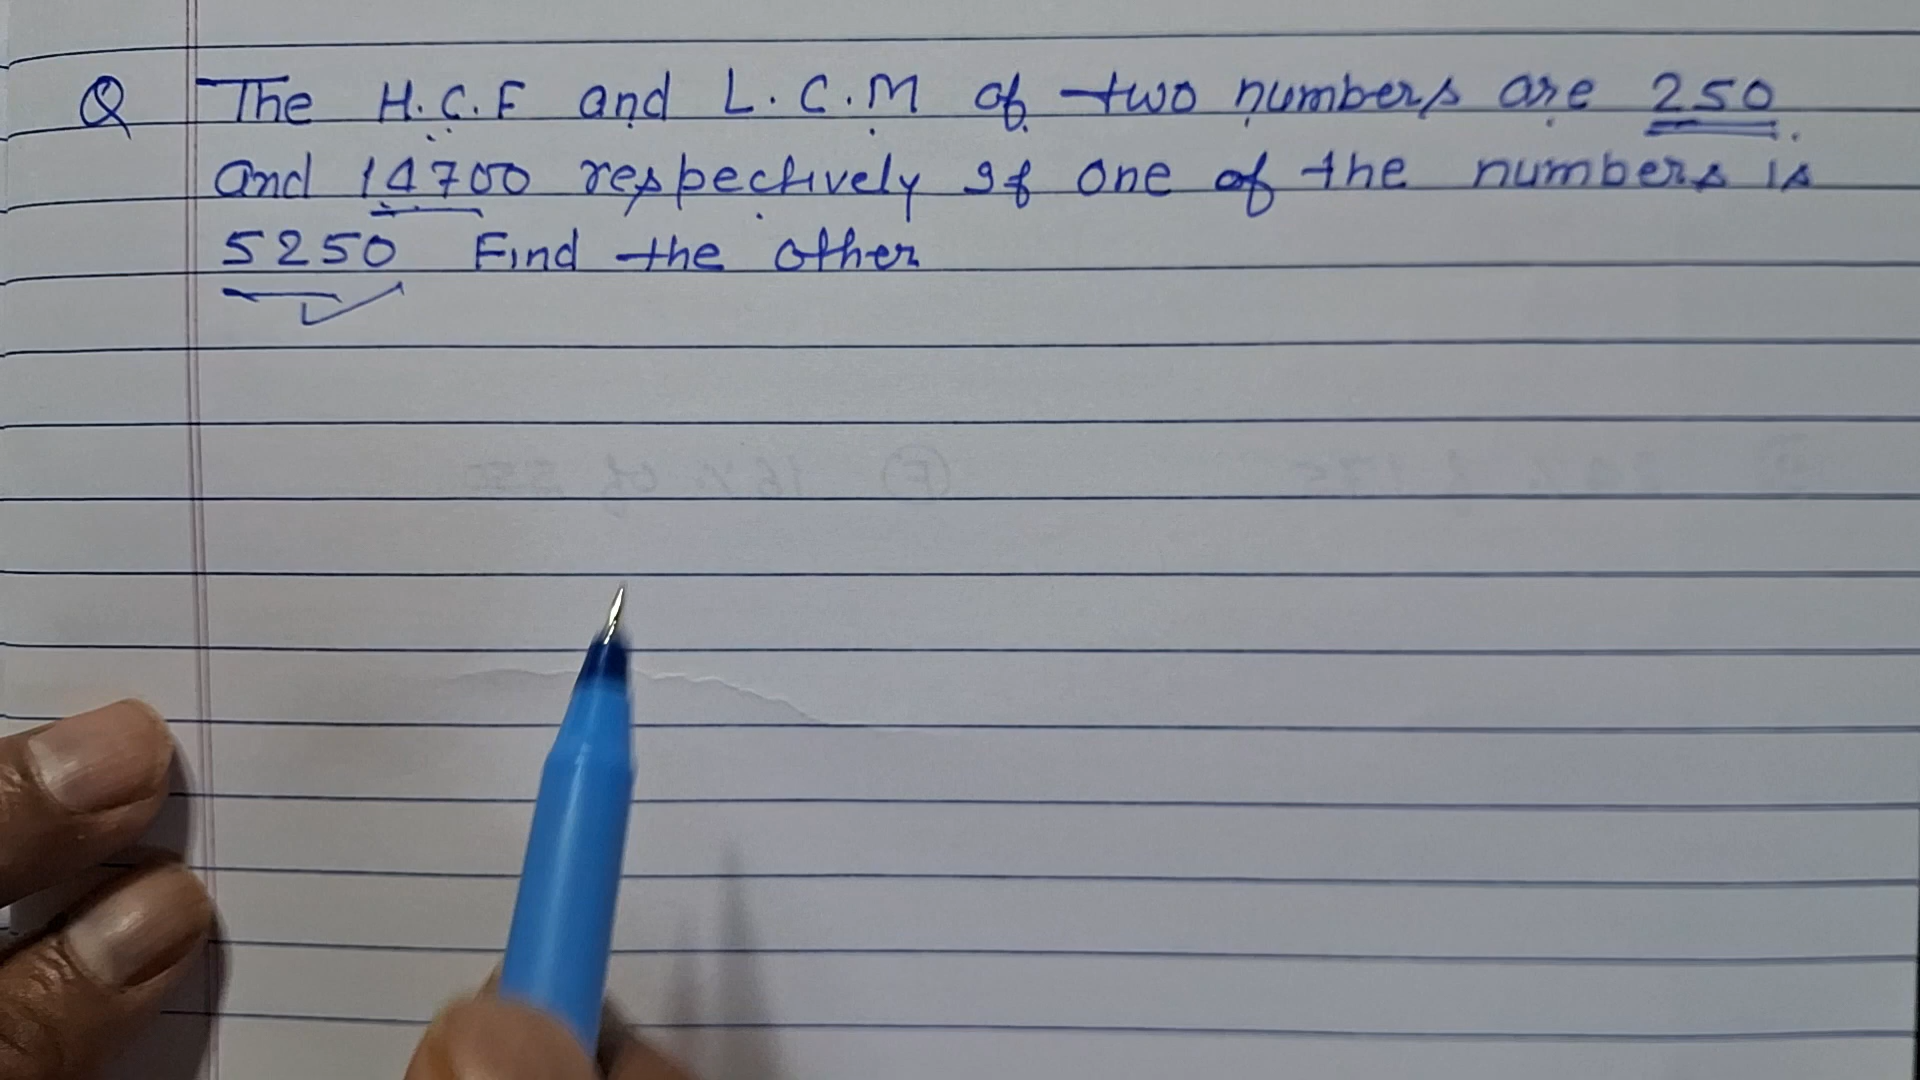 Q The H.C.F and L.C.M of two numbers are 250
and 14700 respectively If one of the numbers is
5250 Find the other